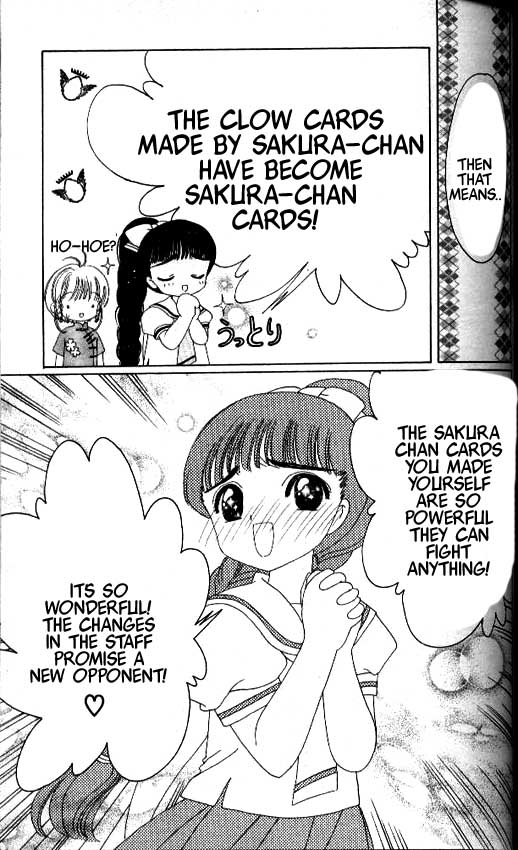 THEN
THAT
MEANS..
THE CLOW CARDS
MADE BY SAKURA-CHAN
HAVE BECOME
SAKURA-CHAN
CARDS!
HO-HOE?
うっとり
THE SAKURA
CHAN CARDS
YOU MADE
YOURSELF
ARE SO
POWERFUL
THEY CAN
FIGHT
ANYTHING!
ITS SO
WONDERFUL!
THE CHANGES
IN THE STAFF
PROMISE A
NEW OPPONENT!
♡